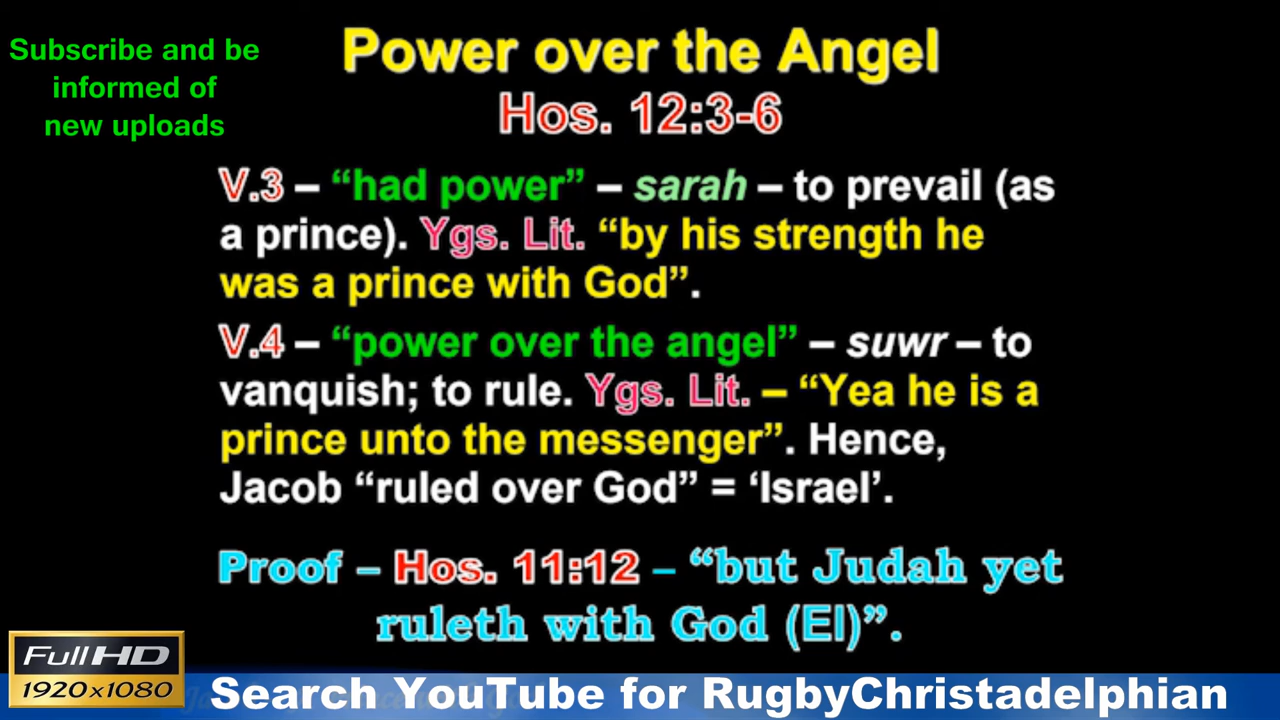 Subscribe and be
informed of
new uploads
Power over the Angel
Hos. 12:3-6
V.3 – “had power” – sarah – to prevail (as
a prince). Ygs. Lit. “by his strength he
was a prince with God”.
V.4 – “power over the angel” – suwr – to
vanquish; to rule. Ygs. Lit. – “Yea he is a
prince unto the messenger”. Hence,
Jacob “ruled over God” = ‘Israel’.
Proof – Hos. 11:12 – “but Judah yet
ruleth with God (El)”.
Full HD
1920x1080
Search YouTube for RugbyChristadelphian